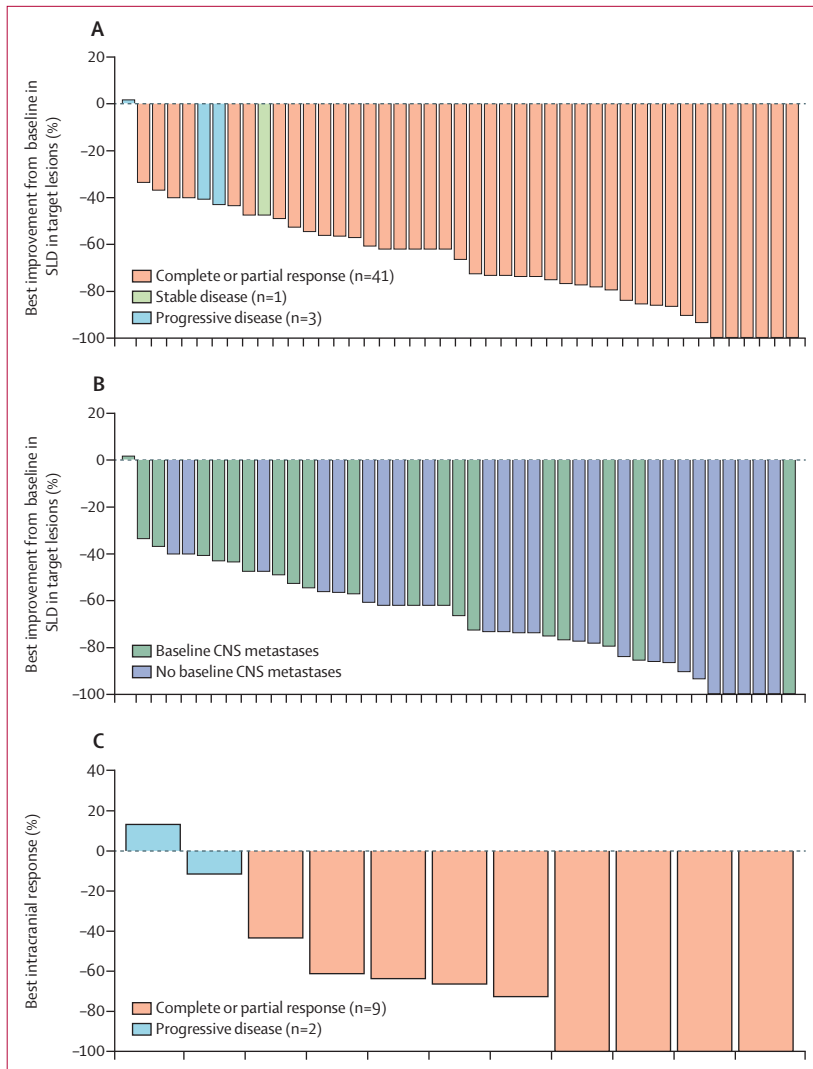 A
Best improvement from baseline in
SLD in target lesions (%)
20
0
–20
–40
–60
–80
–100
Complete or partial response (n=41)
Stable disease (n=1)
Progressive disease (n=3)
B
Best improvement from baseline in
SLD in target lesions (%)
20
0
–20
–40
–60
–80
–100
Baseline CNS metastases
No baseline CNS metastases
C
Best intracranial response (%)
40
20
0
–20
–40
–60
–80
–100
Complete or partial response (n=9)
Progressive disease (n=2)